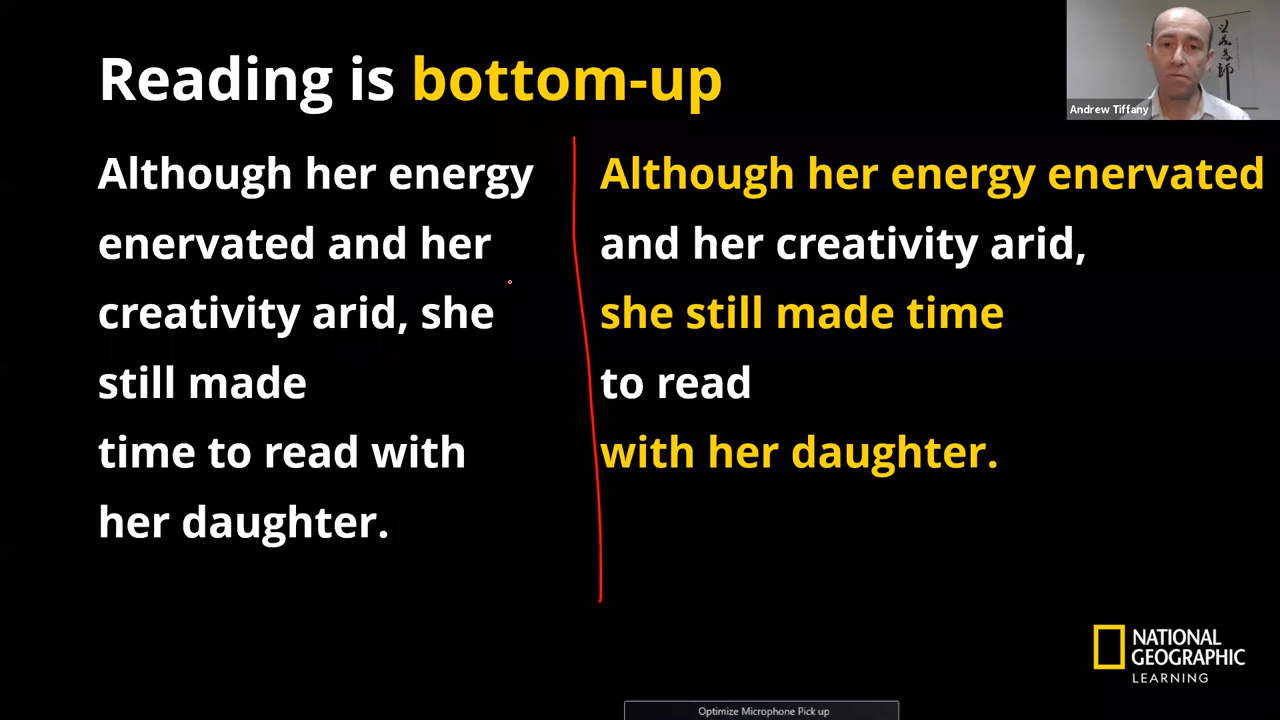 Reading is bottom-up
Andrew Tiffany
Although her energy
enervated and her
creativity arid, she
still made
time to read with
her daughter.
Although her energy enervated
and her creativity arid,
she still made time
to read
with her daughter.
NATIONAL
GEOGRAPHIC
LEARNING
Optimize Microphone Pick up